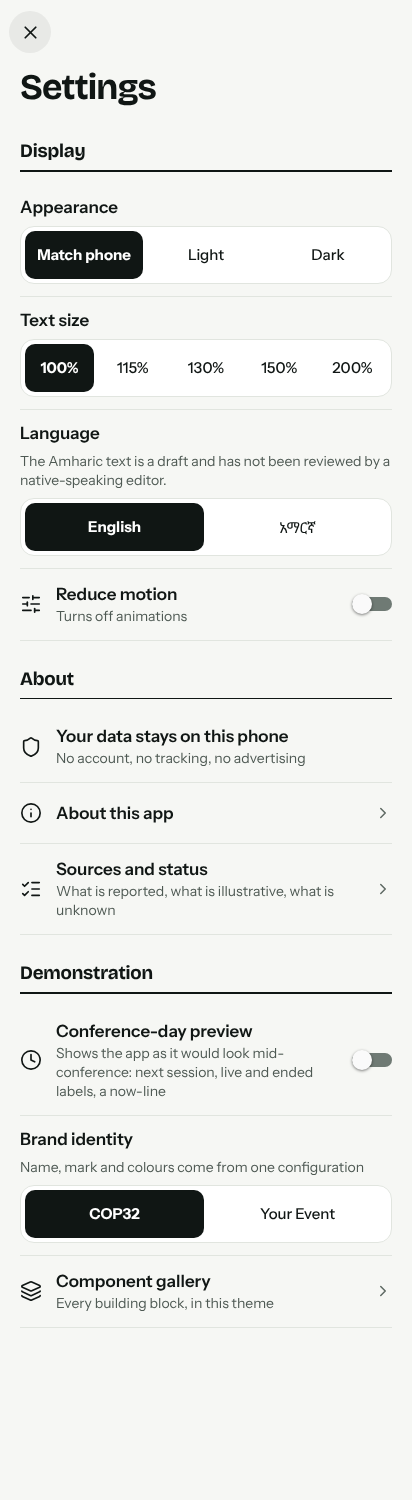 Settings
Display
Appearance
Match phone
Light
Dark
Text size
100%
115%
130%
150%
200%
Language
The Amharic text is a draft and has not been reviewed by a
native-speaking editor.
English
አማርኛ
Reduce motion
Turns off animations
About
Your data stays on this phone
No account, no tracking, no advertising
About this app
Sources and status
What is reported, what is illustrative, what is
unknown
Demonstration
Conference-day preview
Shows the app as it would look mid-
conference: next session, live and ended
labels, a now-line
Brand identity
Name, mark and colours come from one configuration
COP32
Your Event
Component gallery
Every building block, in this theme